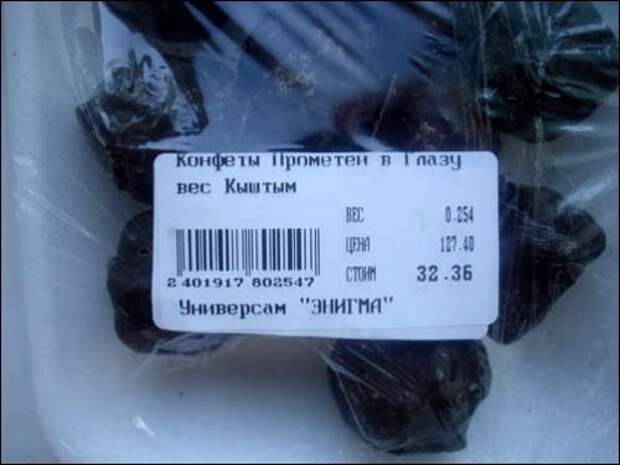 Конфеты Прометей в Глазу
вес Кыштым
ВЕС 0.254
ЦЕНА 127.40
СТОИМ 32.36
2 401917 802547
Универсам "ЭНИГМА"